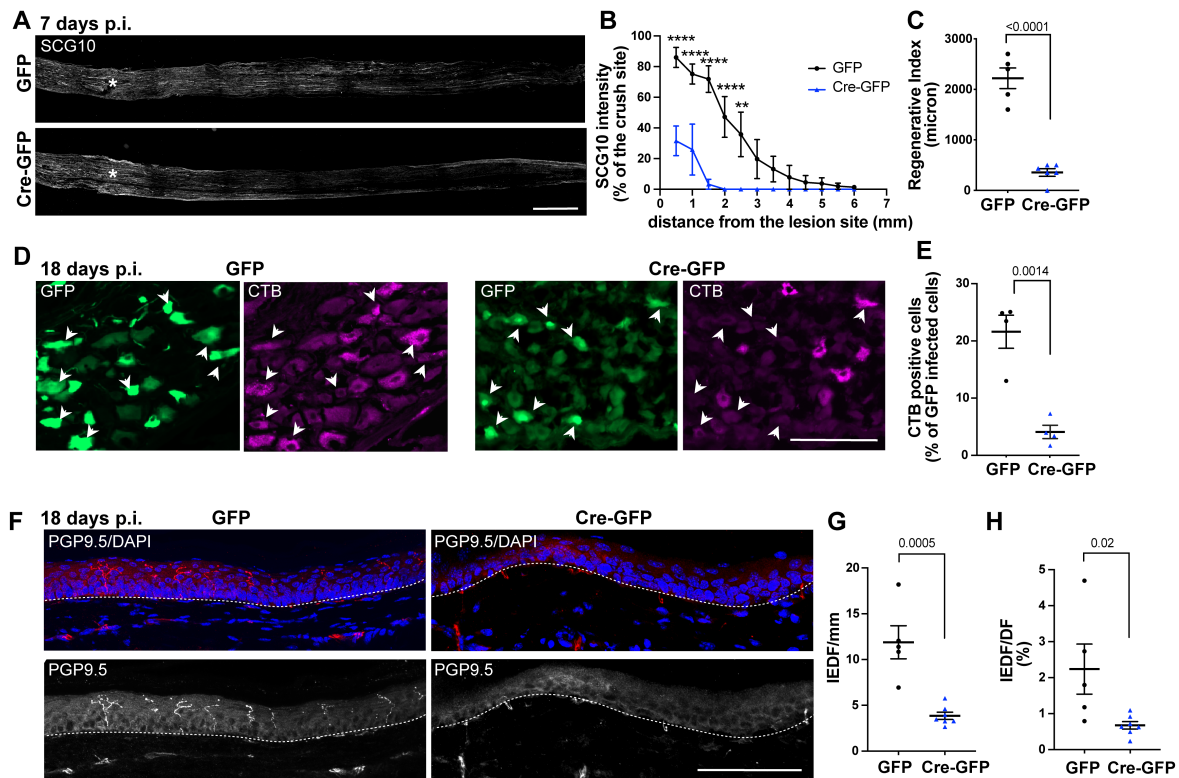 A 7 days p.i.
SCG10
GFP
*
Cre-GFP
*
B
SCG10 intensity
(% of the crush site)
100
80
60
40
20
0
0 1 2 3 4 5 6 7
distance from the lesion site (mm)
****
****
****
****
**
GFP
Cre-GFP
C
<0.0001
Regenerative Index
(micron)
3000
2000
1000
0
GFP Cre-GFP
D 18 days p.i. GFP Cre-GFP
GFP CTB GFP CTB
E
0.0014
CTB positive cells
(% of GFP infected cells)
30
20
10
0
GFP Cre-GFP
F 18 days p.i. GFP Cre-GFP
PGP9.5/DAPI PGP9.5/DAPI
PGP9.5 PGP9.5
G
0.0005
IEDF/mm
20
15
10
5
0
GFP Cre-GFP
H
0.02
IEDF/DF
(%)
5
4
3
2
1
0
GFP Cre-GFP